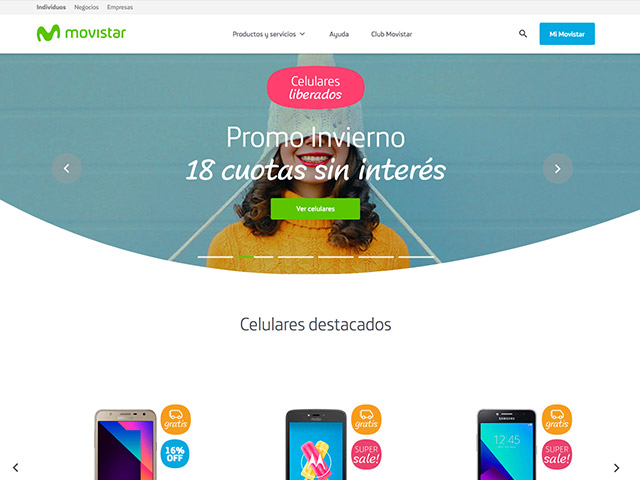 Individuos Negocios Empresas
movistar
Productos y servicios Ayuda Club Movistar Mi Movistar
Celulares
liberados
Promo Invierno
18 cuotas sin interés
Ver celulares
Celulares destacados
gratis gratis gratis
16%
OFF
SUPER
sale!
SUPER
sale!
12:45